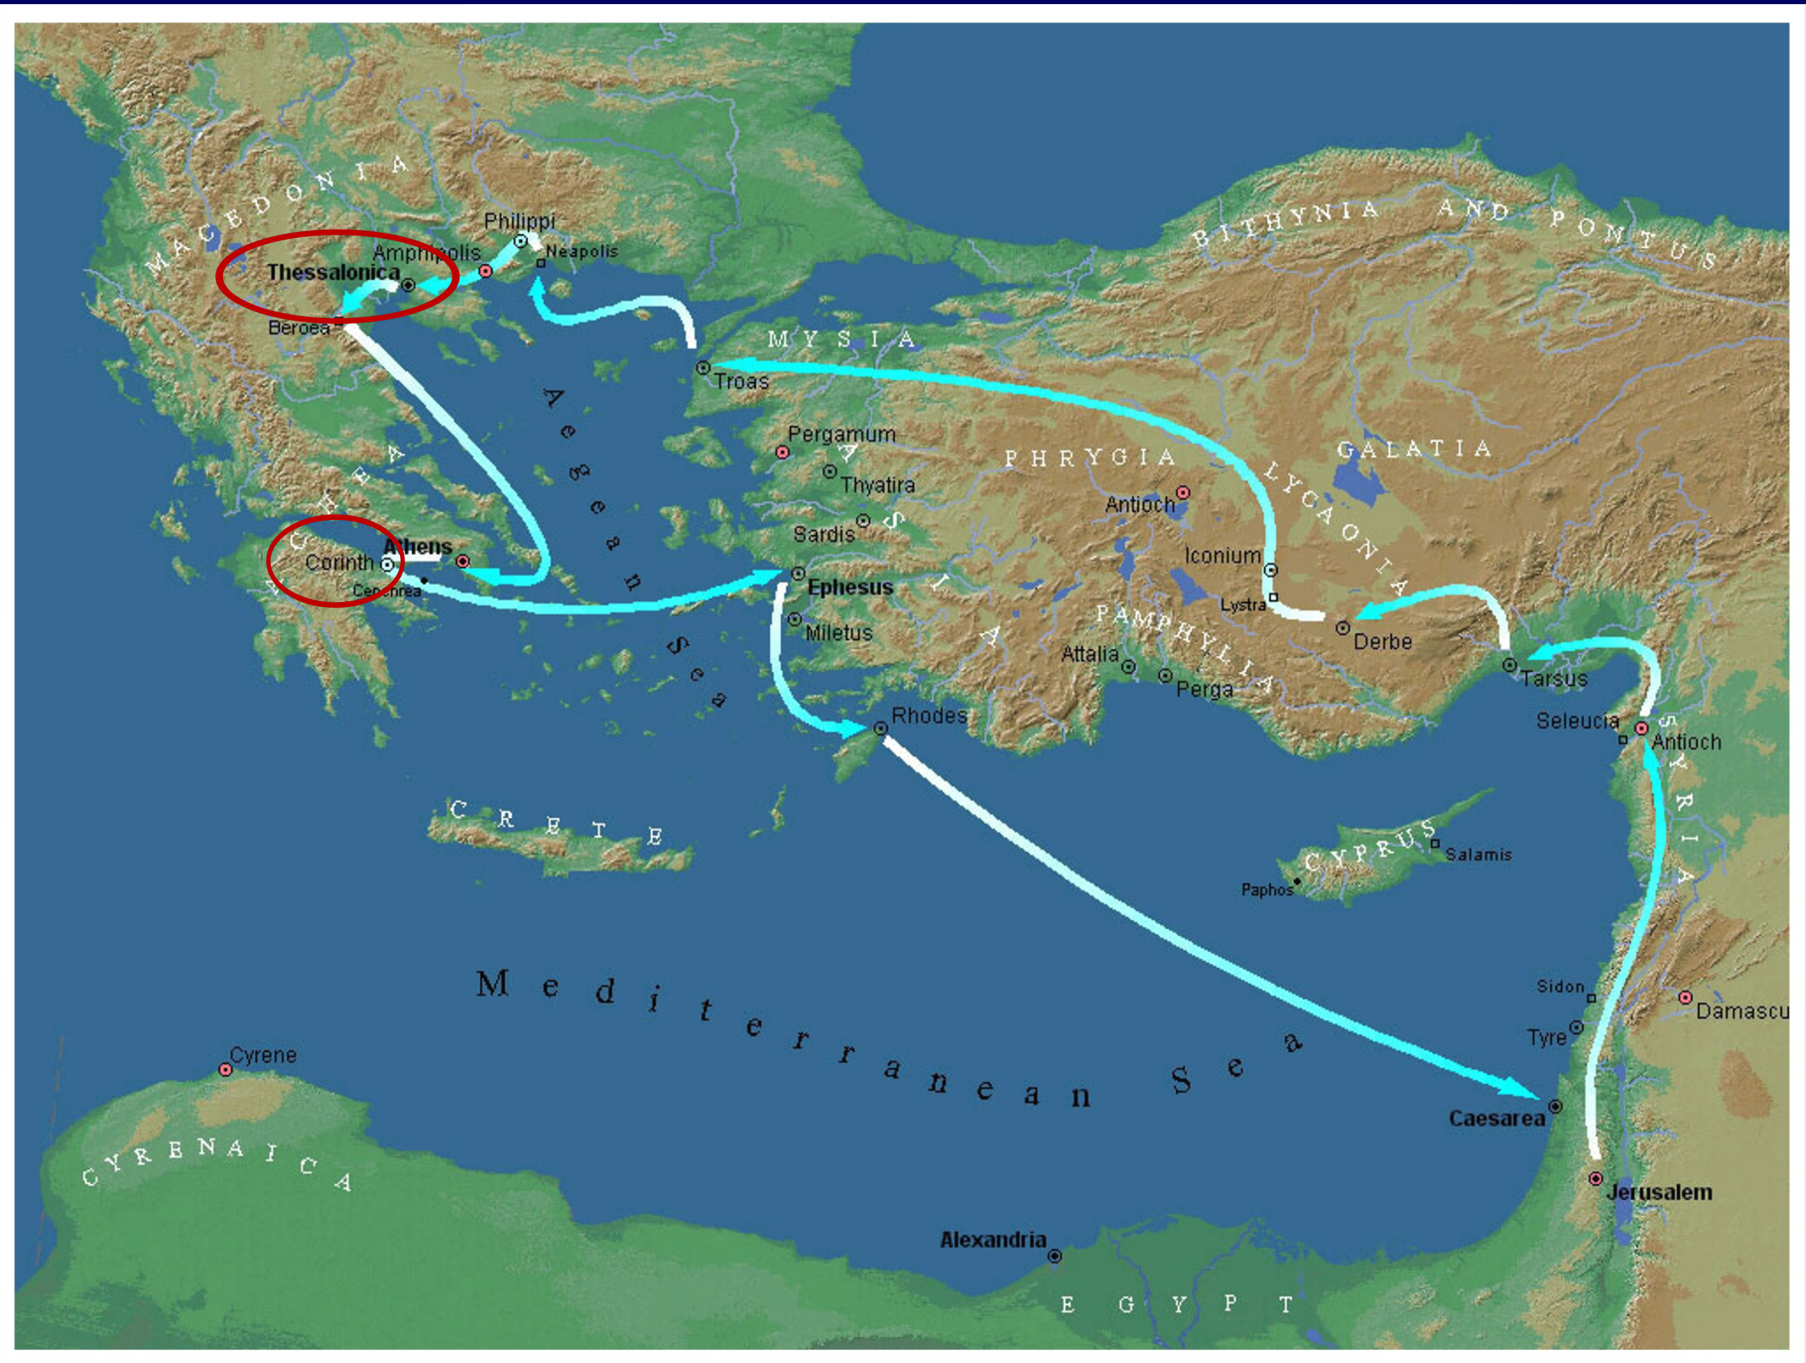 MACEDONIA
Philippi
Neapolis
Amphipolis
Thessalonica
Beroea
BITHYNIA AND PONTUS
MYSIA
Troas
Aegean Sea
Pergamum
Thyatira
Sardis
ASIA
PHRYGIA
Antioch
GALATIA
LYCAONIA
Iconium
Lystra
Derbe
ACHEA
Athens
Corinth
Cenchrea
Ephesus
Miletus
PAMPHYLIA
Attalia
Perga
Tarsus
Seleucia
Antioch
SYRIA
Rhodes
CRETE
CYPRUS
Salamis
Paphos
Mediterranean Sea
Sidon
Tyre
Damascu
Cyrene
CYRENAICA
Caesarea
Jerusalem
Alexandria
EGYPT